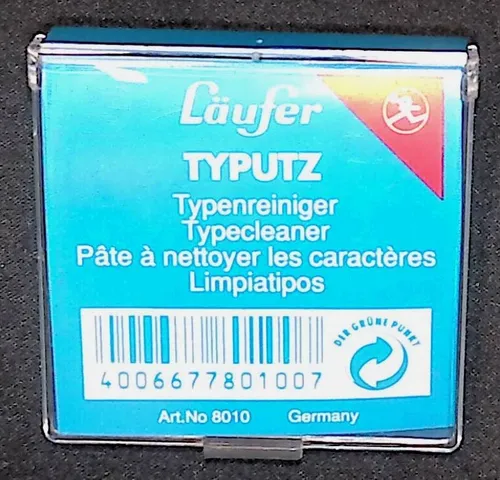 Läufer
TYPUTZ
Typenreiniger
Typecleaner
Pâte à nettoyer les caractères
Limpiatipos
DER GRÜNE PUNKT
4006677801007
Art.No 8010 Germany